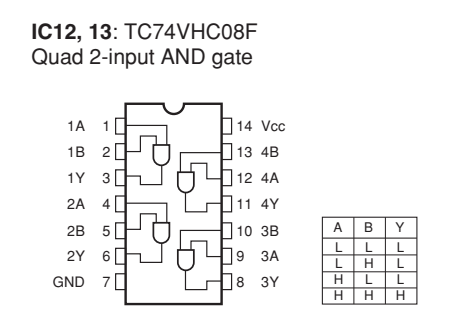 IC12, 13: TC74VHC08F
Quad 2-input AND gate
1A 1 14 Vcc
1B 2 13 4B
1Y 3 12 4A
2A 4 11 4Y
2B 5 10 3B
2Y 6 9 3A
GND 7 8 3Y
A B Y
L L L
L H L
H L L
H H H